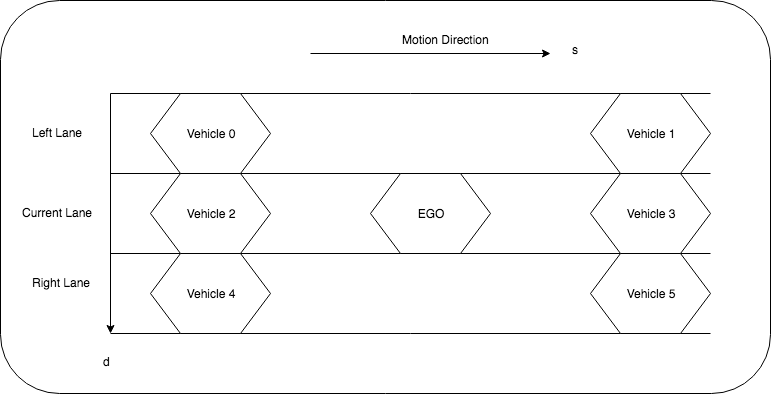 Motion Direction
s
Left Lane
Vehicle 0
Vehicle 1
Current Lane
Vehicle 2
EGO
Vehicle 3
Right Lane
Vehicle 4
Vehicle 5
d